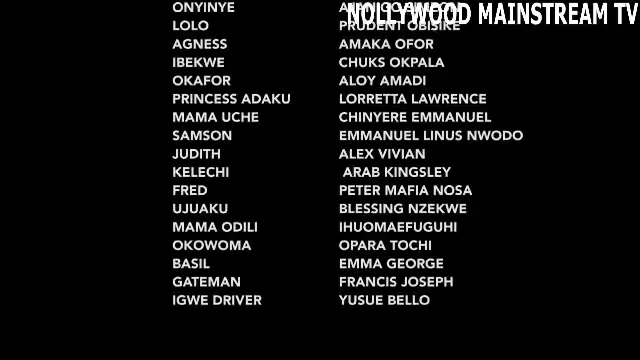 NOLLYWOOD MAINSTREAM TV
ONYINYE
LOLO PRUDENT OBISIKE
AGNESS AMAKA OFOR
IBEKWE CHUKS OKPALA
OKAFOR ALOY AMADI
PRINCESS ADAKU LORRETTA LAWRENCE
MAMA UCHE CHINYERE EMMANUEL
SAMSON EMMANUEL LINUS NWODO
JUDITH ALEX VIVIAN
KELECHI ARAB KINGSLEY
FRED PETER MAFIA NOSA
UJUAKU BLESSING NZEKWE
MAMA ODILI IHUOMAEFUGUHI
OKOWOMA OPARA TOCHI
BASIL EMMA GEORGE
GATEMAN FRANCIS JOSEPH
IGWE DRIVER YUSUE BELLO